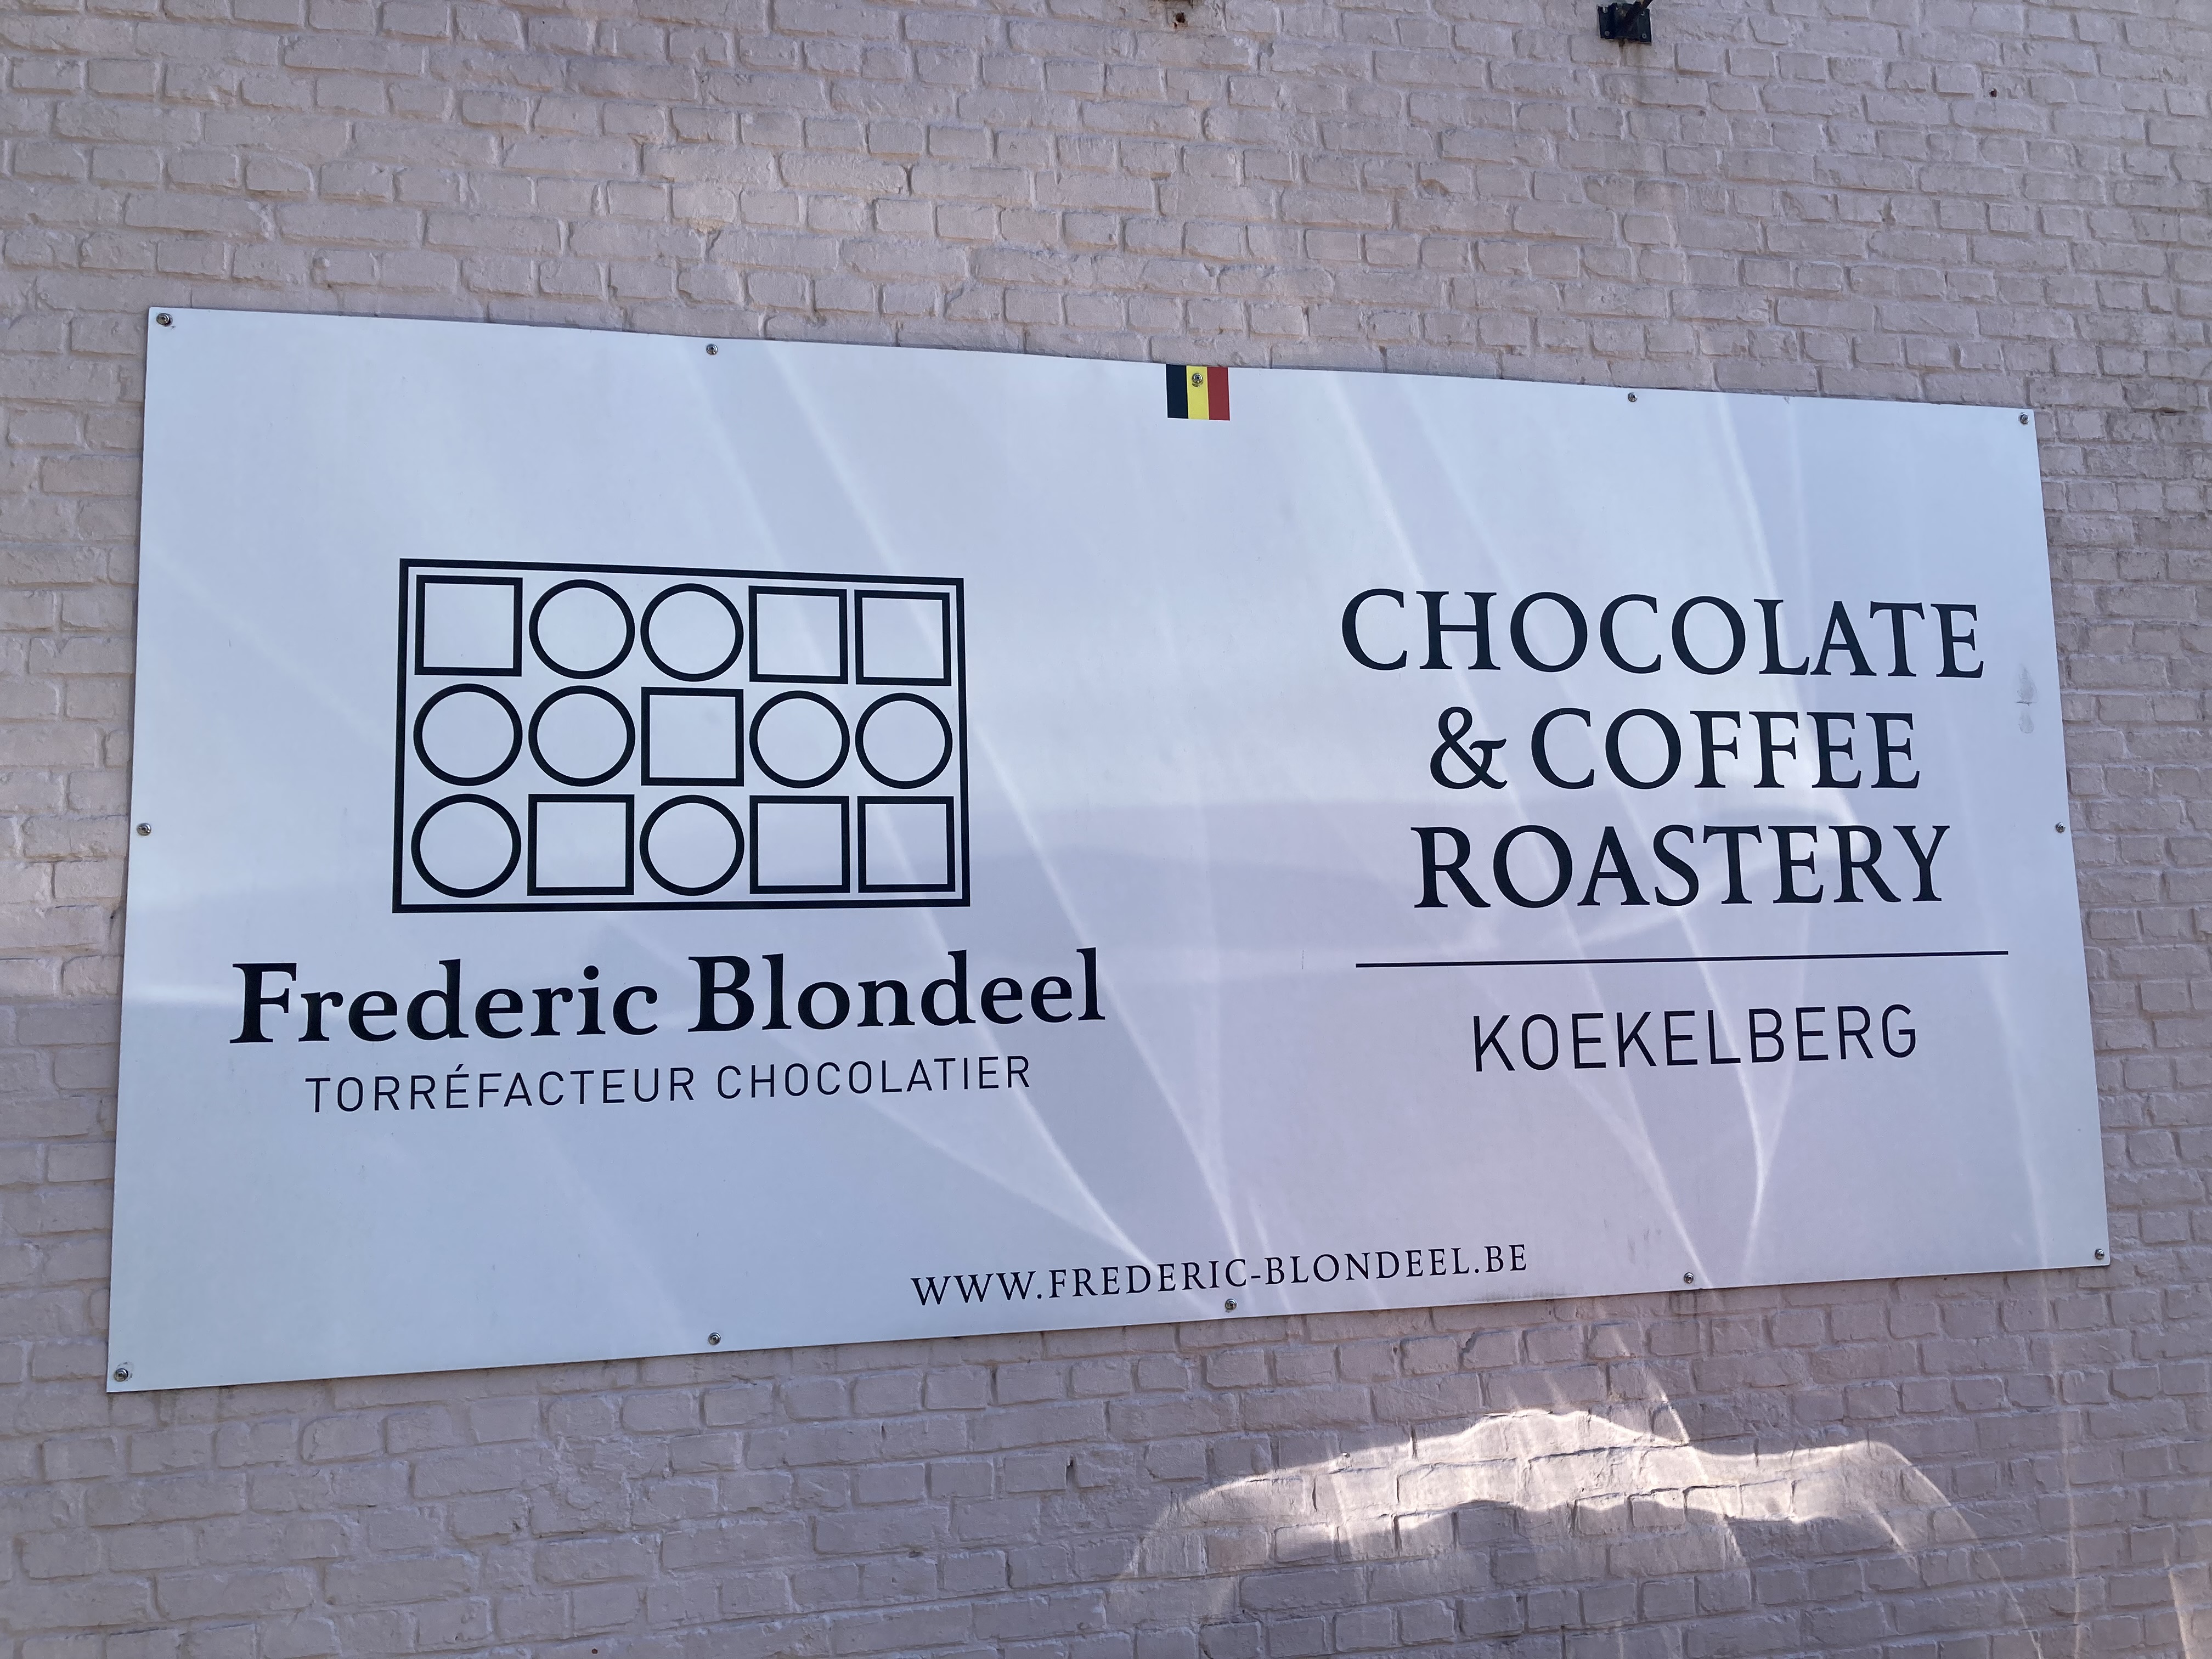 Frederic Blondeel
TORRÉFACTEUR CHOCOLATIER
CHOCOLATE
& COFFEE
ROASTERY
KOEKELBERG
WWW.FREDERIC-BLONDEEL.BE